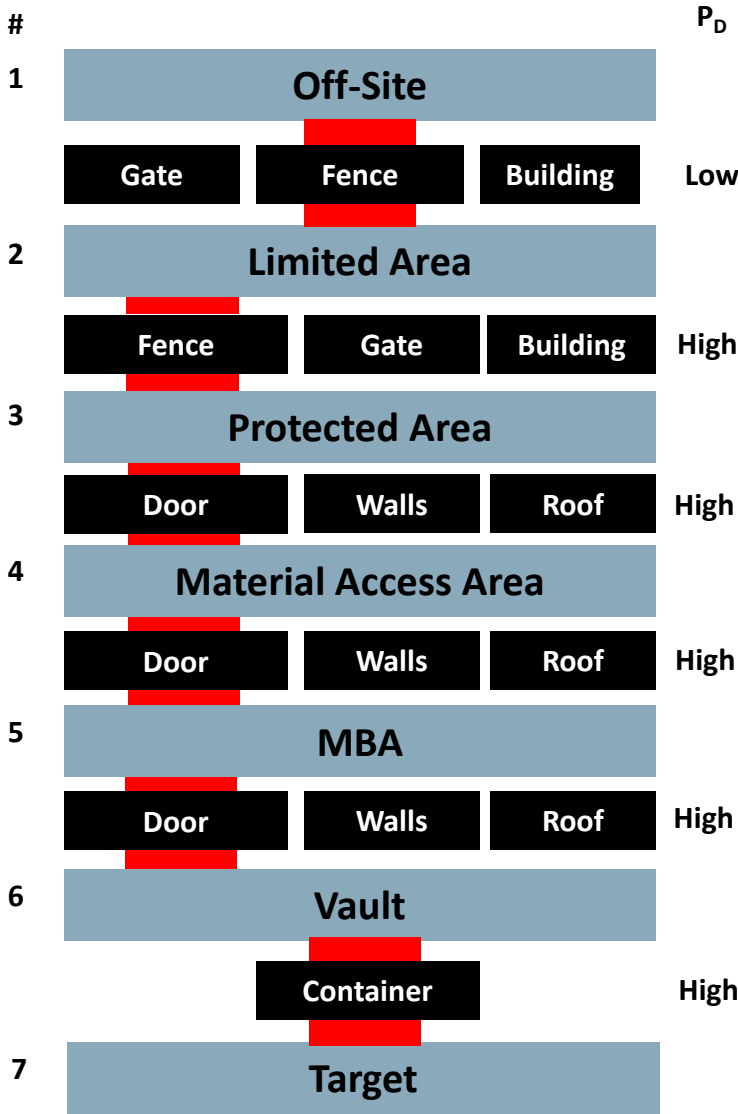 # P_D
1 Off-Site
Gate Fence Building Low
2 Limited Area
Fence Gate Building High
3 Protected Area
Door Walls Roof High
4 Material Access Area
Door Walls Roof High
5 MBA
Door Walls Roof High
6 Vault
Container High
7 Target